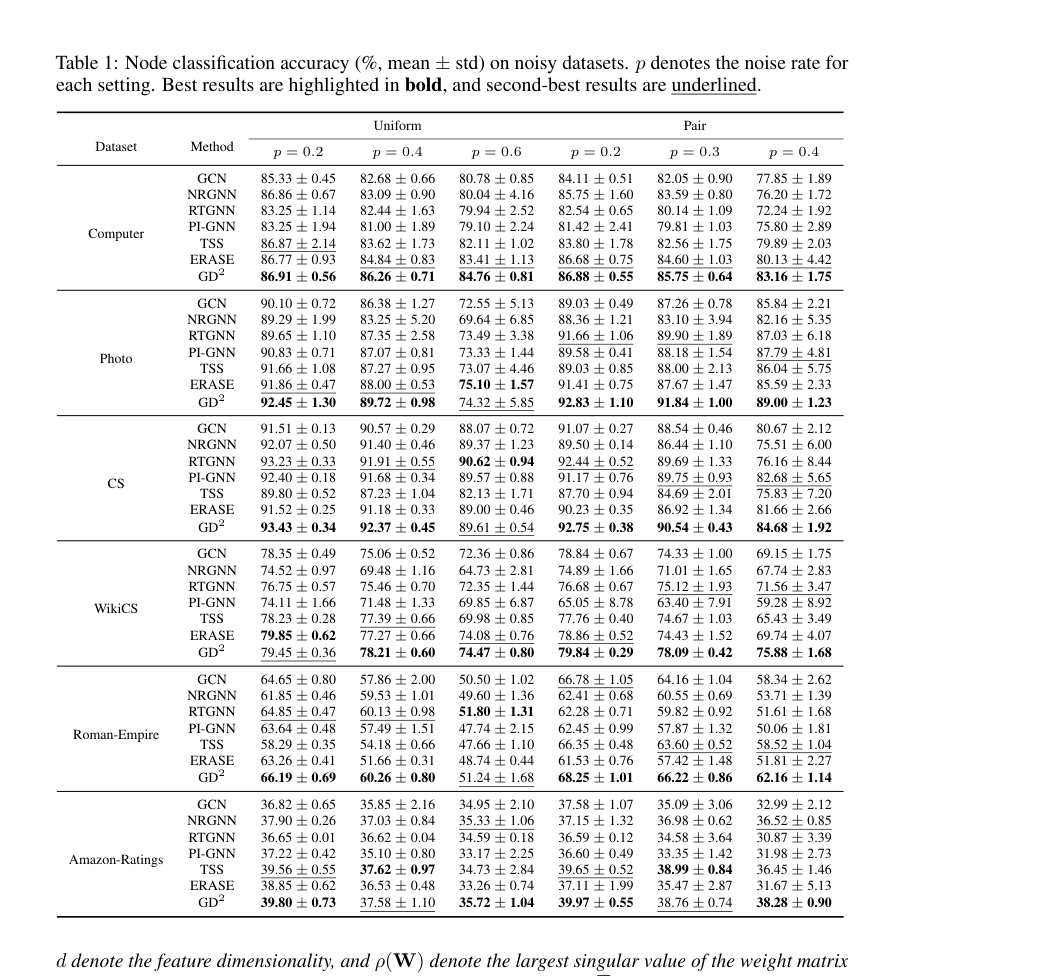 Table 1: Node classification accuracy (%, mean ± std) on noisy datasets. p denotes the noise rate for
each setting. Best results are highlighted in bold, and second-best results are underlined.
Dataset Method Uniform Pair
p = 0.2 p = 0.4 p = 0.6 p = 0.2 p = 0.3 p = 0.4
Computer
GCN 85.33 ± 0.45 82.68 ± 0.66 80.78 ± 0.85 84.11 ± 0.51 82.05 ± 0.90 77.85 ± 1.89
NRGNN 86.86 ± 0.67 83.09 ± 0.90 80.04 ± 4.16 85.75 ± 1.60 83.59 ± 0.80 76.20 ± 1.72
RTGNN 83.25 ± 1.14 82.44 ± 1.63 79.94 ± 2.52 82.54 ± 0.65 80.14 ± 1.09 72.24 ± 1.92
PI-GNN 83.25 ± 1.94 81.00 ± 1.89 79.10 ± 2.24 81.42 ± 2.41 79.81 ± 1.03 75.80 ± 2.89
TSS 86.87 ± 2.14 83.62 ± 1.73 82.11 ± 1.02 83.80 ± 1.78 82.56 ± 1.75 79.89 ± 2.03
ERASE 86.77 ± 0.93 84.84 ± 0.83 83.41 ± 1.13 86.68 ± 0.75 84.60 ± 1.03 80.13 ± 4.42
GD² 86.91 ± 0.56 86.26 ± 0.71 84.76 ± 0.81 86.88 ± 0.55 85.75 ± 0.64 83.16 ± 1.75
Photo
GCN 90.10 ± 0.72 86.38 ± 1.27 72.55 ± 5.13 89.03 ± 0.49 87.26 ± 0.78 85.84 ± 2.21
NRGNN 89.29 ± 1.99 83.25 ± 5.20 69.64 ± 6.85 88.36 ± 1.21 83.10 ± 3.94 82.16 ± 5.35
RTGNN 89.65 ± 1.10 87.35 ± 2.58 73.49 ± 3.38 91.66 ± 1.06 89.90 ± 1.89 87.03 ± 6.18
PI-GNN 90.83 ± 0.71 87.07 ± 0.81 73.33 ± 1.44 89.58 ± 0.41 88.18 ± 1.54 87.79 ± 4.81
TSS 91.66 ± 1.08 87.27 ± 0.95 73.07 ± 4.46 89.03 ± 0.85 88.00 ± 2.13 86.04 ± 5.75
ERASE 91.86 ± 0.47 88.00 ± 0.53 75.10 ± 1.57 91.41 ± 0.75 87.67 ± 1.47 85.59 ± 2.33
GD² 92.45 ± 1.30 89.72 ± 0.98 74.32 ± 5.85 92.83 ± 1.10 91.84 ± 1.00 89.00 ± 1.23
CS
GCN 91.51 ± 0.13 90.57 ± 0.29 88.07 ± 0.72 91.07 ± 0.27 88.54 ± 0.46 80.67 ± 2.12
NRGNN 92.07 ± 0.50 91.40 ± 0.46 89.37 ± 1.23 89.50 ± 0.14 86.44 ± 1.10 75.51 ± 6.00
RTGNN 93.23 ± 0.33 91.91 ± 0.55 90.62 ± 0.94 92.44 ± 0.52 89.69 ± 1.33 76.16 ± 8.44
PI-GNN 92.40 ± 0.18 91.68 ± 0.34 89.57 ± 0.88 91.17 ± 0.76 89.75 ± 0.93 82.68 ± 5.65
TSS 89.80 ± 0.52 87.23 ± 1.04 82.13 ± 1.71 87.70 ± 0.94 84.69 ± 2.01 75.83 ± 7.20
ERASE 91.52 ± 0.25 91.18 ± 0.33 89.00 ± 0.46 90.23 ± 0.35 86.92 ± 1.34 81.66 ± 2.66
GD² 93.43 ± 0.34 92.37 ± 0.45 89.61 ± 0.54 92.75 ± 0.38 90.54 ± 0.43 84.68 ± 1.92
WikiCS
GCN 78.35 ± 0.49 75.06 ± 0.52 72.36 ± 0.86 78.84 ± 0.67 74.33 ± 1.00 69.15 ± 1.75
NRGNN 74.52 ± 0.97 69.48 ± 1.16 64.73 ± 2.81 74.89 ± 1.66 71.01 ± 1.65 67.74 ± 2.83
RTGNN 76.75 ± 0.57 75.46 ± 0.70 72.35 ± 1.44 76.68 ± 0.67 75.12 ± 1.93 71.56 ± 3.47
PI-GNN 74.11 ± 1.66 71.48 ± 1.33 69.85 ± 6.87 65.05 ± 8.78 63.40 ± 7.91 59.28 ± 8.92
TSS 78.23 ± 0.28 77.39 ± 0.66 69.98 ± 0.85 77.76 ± 0.40 74.67 ± 1.03 65.43 ± 3.49
ERASE 79.85 ± 0.62 77.27 ± 0.66 74.08 ± 0.76 78.86 ± 0.52 74.43 ± 1.52 69.74 ± 4.07
GD² 79.45 ± 0.36 78.21 ± 0.60 74.47 ± 0.80 79.84 ± 0.29 78.09 ± 0.42 75.88 ± 1.68
Roman-Empire
GCN 64.65 ± 0.80 57.86 ± 2.00 50.50 ± 1.02 66.78 ± 1.05 64.16 ± 1.04 58.34 ± 2.62
NRGNN 61.85 ± 0.46 59.53 ± 1.01 49.60 ± 1.36 62.41 ± 0.68 60.55 ± 0.69 53.71 ± 1.39
RTGNN 64.85 ± 0.47 60.13 ± 0.98 51.80 ± 1.31 62.28 ± 0.71 59.82 ± 0.92 51.61 ± 1.68
PI-GNN 63.64 ± 0.48 57.49 ± 1.51 47.74 ± 2.15 62.45 ± 0.99 57.87 ± 1.32 50.06 ± 1.81
TSS 58.29 ± 0.35 54.18 ± 0.66 47.66 ± 1.10 66.35 ± 0.48 63.60 ± 0.52 58.52 ± 1.04
ERASE 63.26 ± 0.41 51.66 ± 0.31 48.74 ± 0.44 61.53 ± 0.76 57.42 ± 1.48 51.81 ± 2.27
GD² 66.19 ± 0.69 60.26 ± 0.80 51.24 ± 1.68 68.25 ± 1.01 66.22 ± 0.86 62.16 ± 1.14
Amazon-Ratings
GCN 36.82 ± 0.65 35.85 ± 2.16 34.95 ± 2.10 37.58 ± 1.07 35.09 ± 3.06 32.99 ± 2.12
NRGNN 37.90 ± 0.26 37.03 ± 0.84 35.33 ± 1.06 37.15 ± 1.32 36.98 ± 0.62 36.52 ± 0.85
RTGNN 36.65 ± 0.01 36.62 ± 0.04 34.59 ± 0.18 36.59 ± 0.12 34.58 ± 3.64 30.87 ± 3.39
PI-GNN 37.22 ± 0.42 35.10 ± 0.80 33.17 ± 2.25 36.60 ± 0.49 33.35 ± 1.42 31.98 ± 2.73
TSS 39.56 ± 0.55 37.62 ± 0.97 34.73 ± 2.84 39.65 ± 0.52 38.99 ± 0.84 36.45 ± 1.46
ERASE 38.85 ± 0.62 36.53 ± 0.48 33.26 ± 0.74 37.11 ± 1.99 35.47 ± 2.87 31.67 ± 5.13
GD² 39.80 ± 0.73 37.58 ± 1.10 35.72 ± 1.04 39.97 ± 0.55 38.76 ± 0.74 38.28 ± 0.90
d denote the feature dimensionality, and ρ(W) denote the largest singular value of the weight matrix